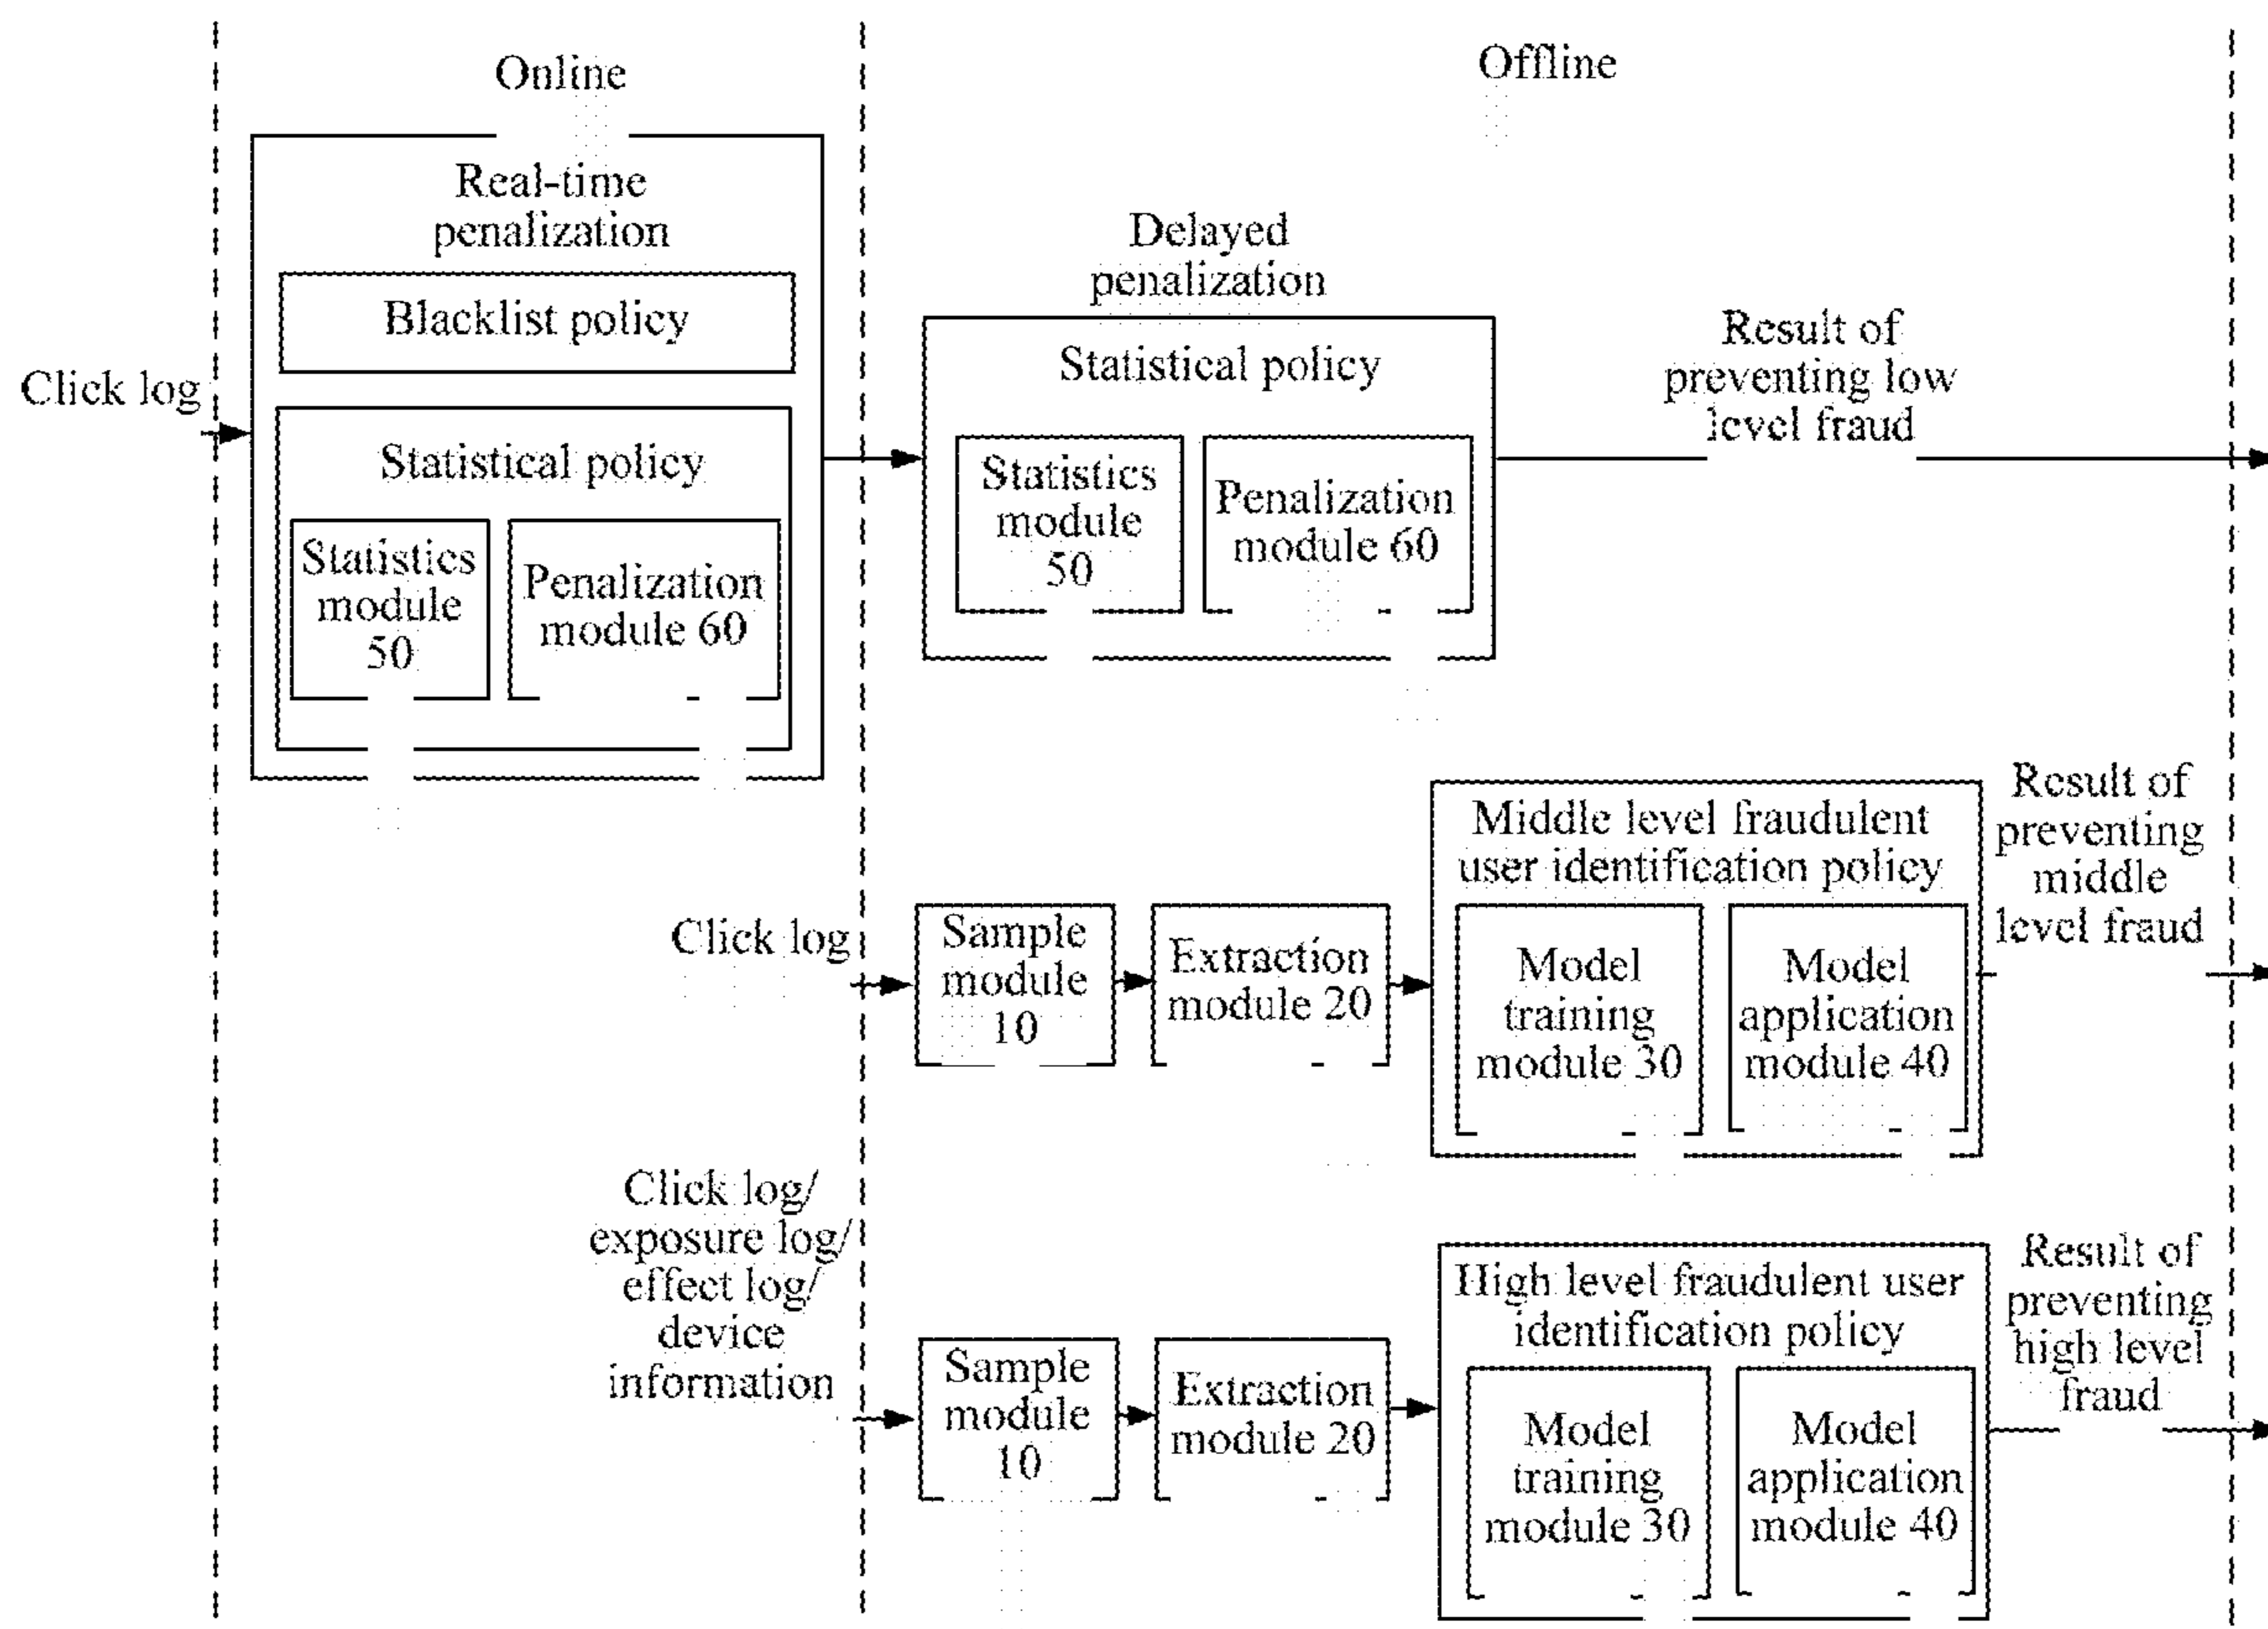 Online
Offline
Click log
Real-time
penalization
Blacklist policy
Statistical policy
Statistics
module
50
Penalization
module 60
Delayed
penalization
Statistical policy
Statistics
module
50
Penalization
module 60
Result of
preventing low
level fraud
Click log
Sample
module
10
Extraction
module 20
Middle level fraudulent
user identification policy
Model
training
module 30
Model
application
module 40
Result of
preventing
middle
level fraud
Click log/
exposure log/
effect log/
device
information
Sample
module
10
Extraction
module 20
High level fraudulent user
identification policy
Model
training
module 30
Model
application
module 40
Result of
preventing
high level
fraud